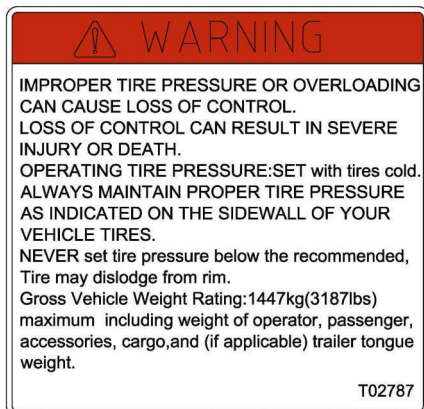 WARNING
IMPROPER TIRE PRESSURE OR OVERLOADING
CAN CAUSE LOSS OF CONTROL.
LOSS OF CONTROL CAN RESULT IN SEVERE
INJURY OR DEATH.
OPERATING TIRE PRESSURE:SET with tires cold.
ALWAYS MAINTAIN PROPER TIRE PRESSURE
AS INDICATED ON THE SIDEWALL OF YOUR
VEHICLE TIRES.
NEVER set tire pressure below the recommended,
Tire may dislodge from rim.
Gross Vehicle Weight Rating:1447kg(3187lbs)
maximum  including weight of operator, passenger,
accessories, cargo,and (if applicable) trailer tongue
weight.
T02787